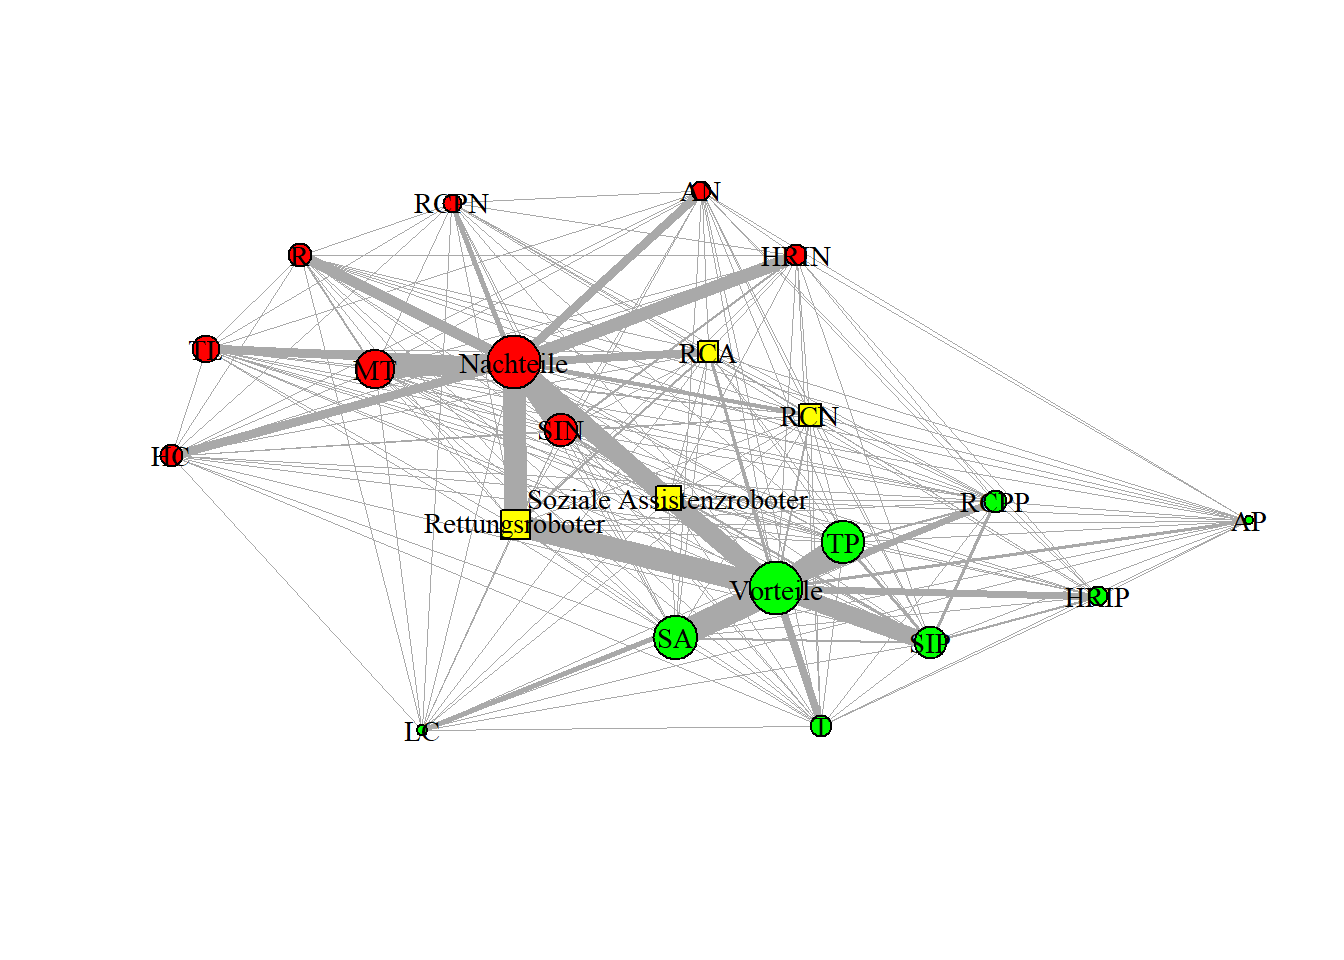 AN
RCPN
R
HRIN
TL
MT
Nachteile
RCA
RCN
SIN
HC
Soziale Assistenzroboter
Rettungsroboter
RCPP
AP
TP
Vorteile
HRIP
SA
SIP
T
LC